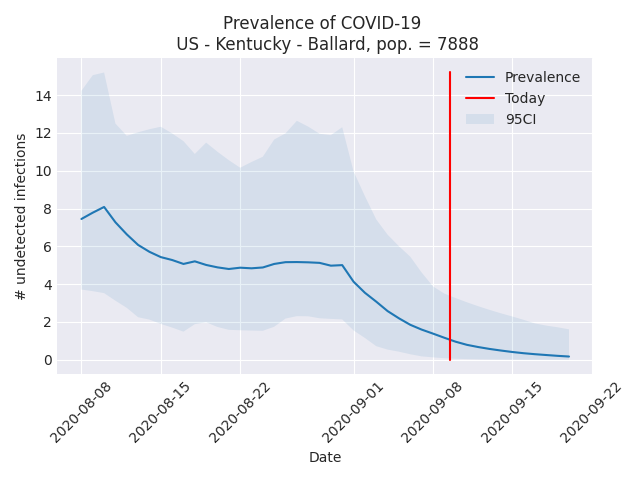 Prevalence of COVID-19
US - Kentucky - Ballard, pop. = 7888
Prevalence
Today
95CI
14
12
10
8
6
4
2
0
# undetected infections
2020-08-08
2020-08-15
2020-08-22
2020-09-01
2020-09-08
2020-09-15
2020-09-22
Date